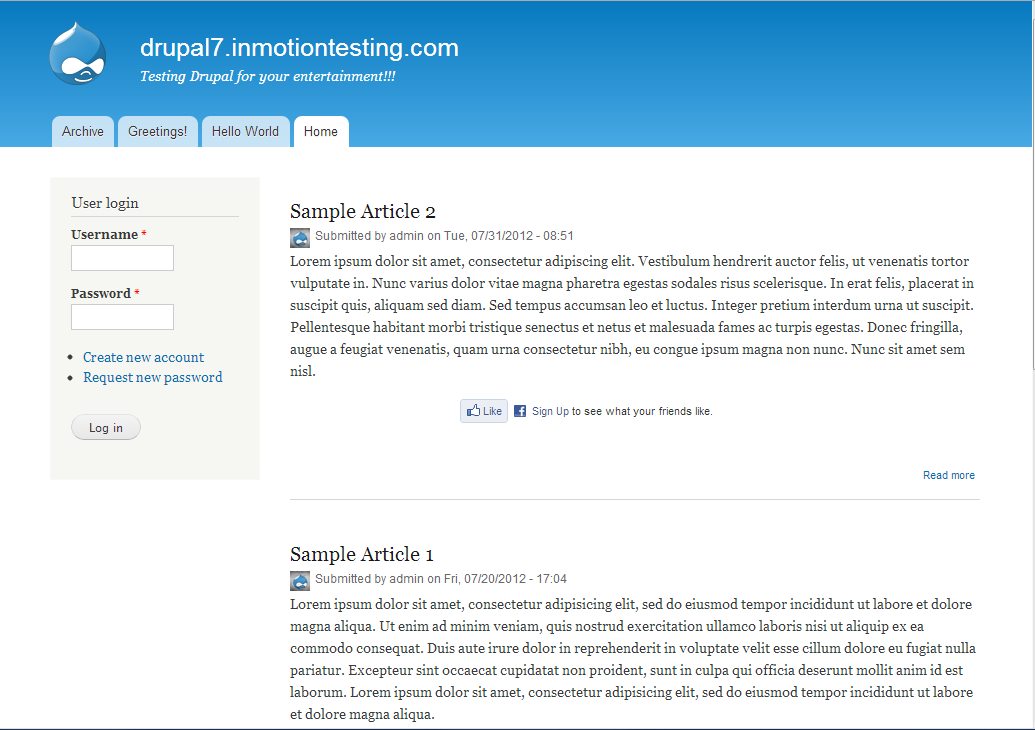 drupal7.inmotiontesting.com
Testing Drupal for your entertainment!!!
Archive
Greetings!
Hello World
Home
User login
Username *
Password *
Create new account
Request new password
Log in
Sample Article 2
Submitted by admin on Tue, 07/31/2012 - 08:51
Lorem ipsum dolor sit amet, consectetur adipiscing elit. Vestibulum hendrerit auctor felis, ut venenatis tortor
vulputate in. Nunc varius dolor vitae magna pharetra egestas sodales risus scelerisque. In erat felis, placerat in
suscipit quis, aliquam sed diam. Sed tempus accumsan leo et luctus. Integer pretium interdum urna ut suscipit.
Pellentesque habitant morbi tristique senectus et netus et malesuada fames ac turpis egestas. Donec fringilla,
augue a feugiat venenatis, quam urna consectetur nibh, eu congue ipsum magna non nunc. Nunc sit amet sem
nisl.
Like
Sign Up to see what your friends like.
Read more
Sample Article 1
Submitted by admin on Fri, 07/20/2012 - 17:04
Lorem ipsum dolor sit amet, consectetur adipisicing elit, sed do eiusmod tempor incididunt ut labore et dolore
magna aliqua. Ut enim ad minim veniam, quis nostrud exercitation ullamco laboris nisi ut aliquip ex ea
commodo consequat. Duis aute irure dolor in reprehenderit in voluptate velit esse cillum dolore eu fugiat nulla
pariatur. Excepteur sint occaecat cupidatat non proident, sunt in culpa qui officia deserunt mollit anim id est
laborum. Lorem ipsum dolor sit amet, consectetur adipisicing elit, sed do eiusmod tempor incididunt ut labore
et dolore magna aliqua.